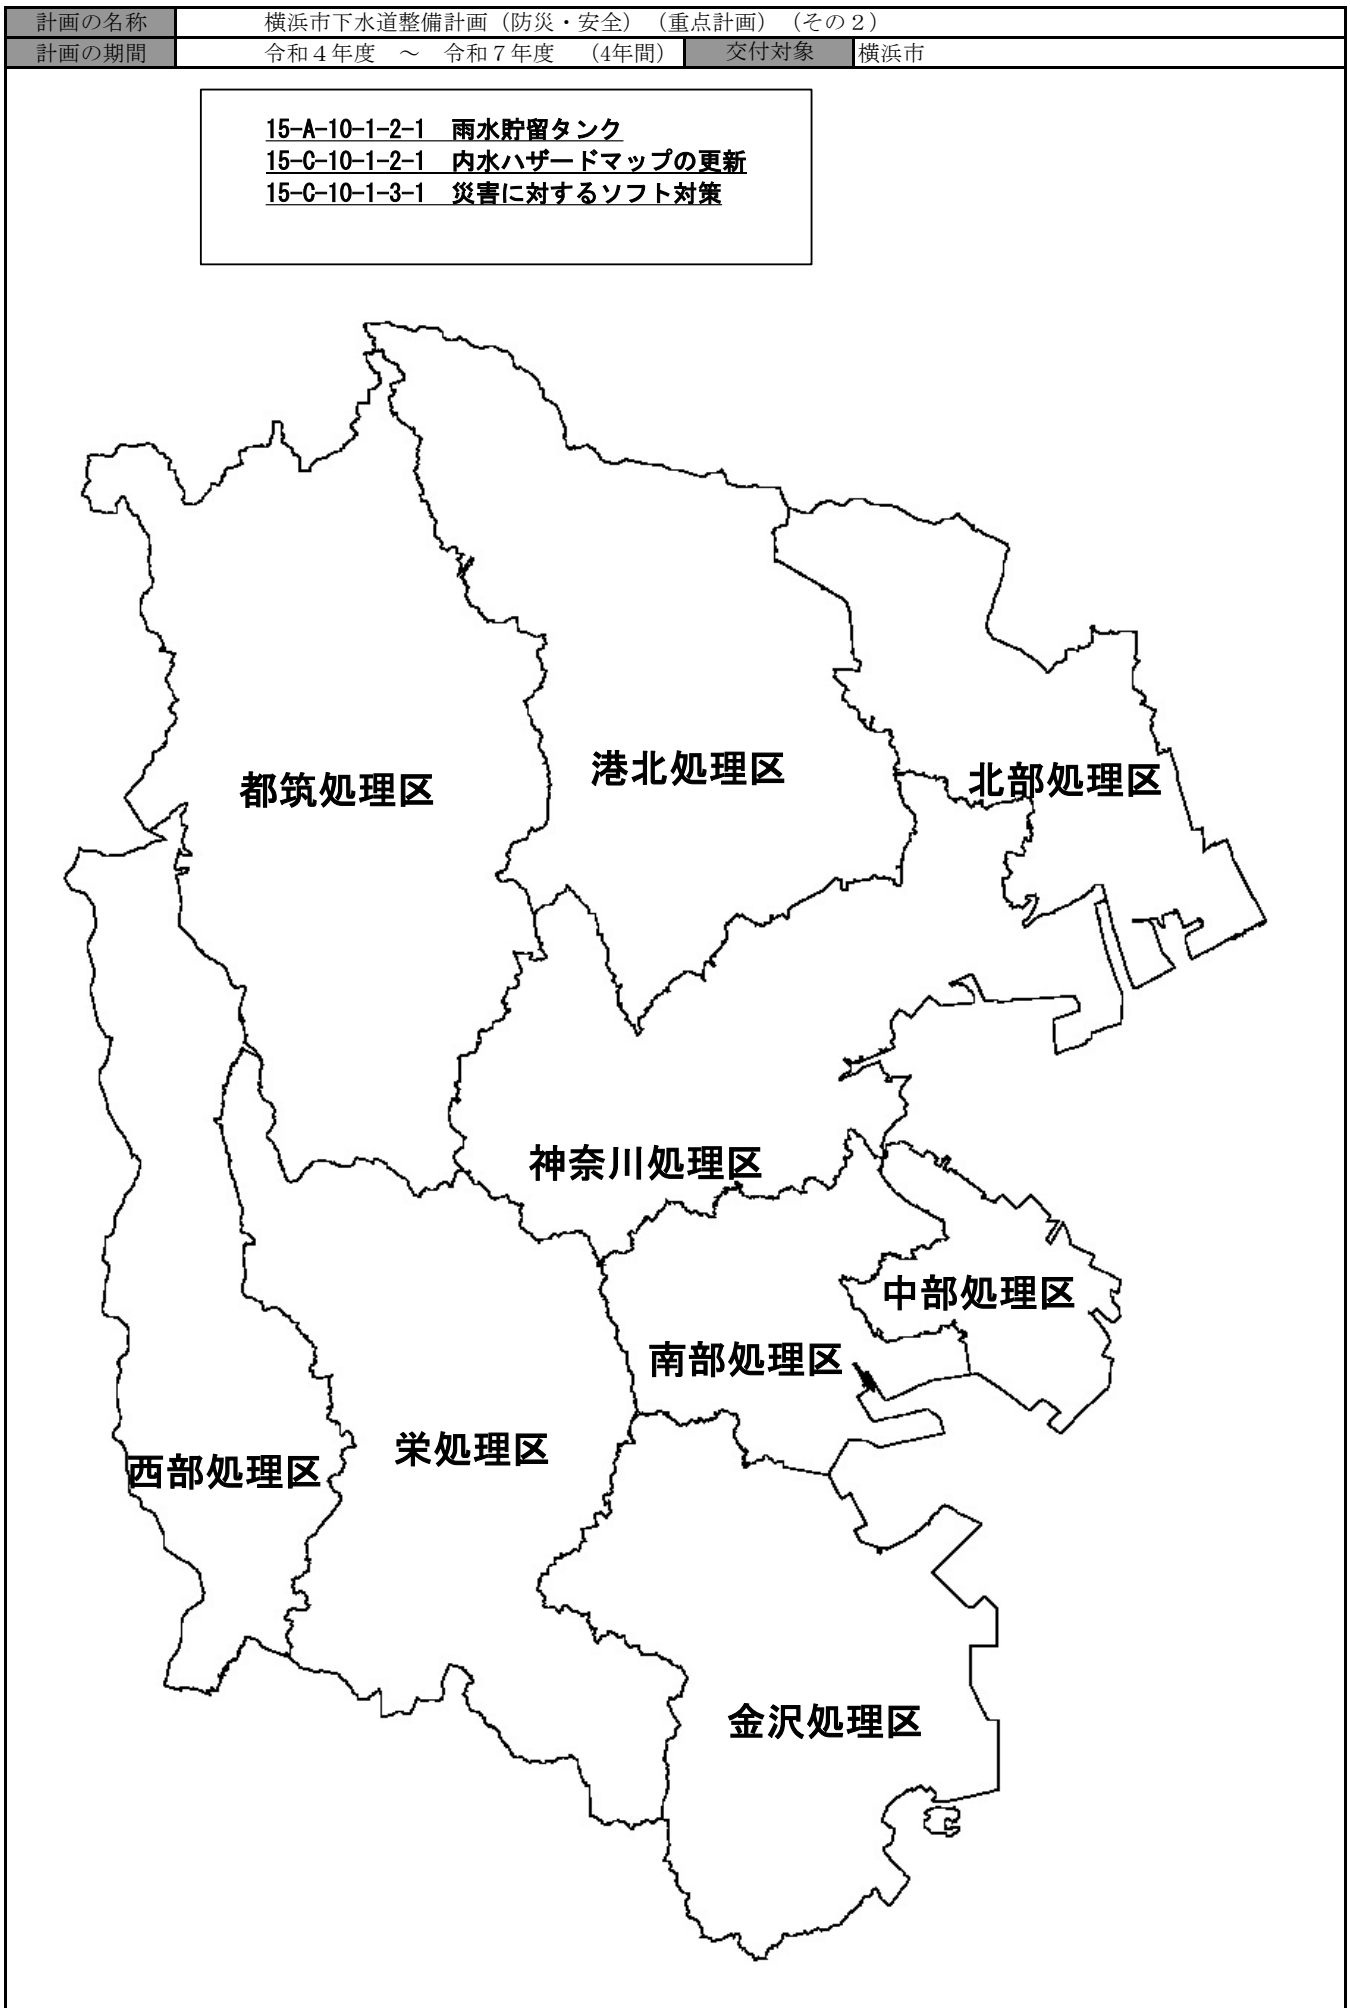 計画の名称 横浜市下水道整備計画（防災・安全）（重点計画）（その２）
計画の期間 令和４年度　～　令和７年度　（4年間） 交付対象 横浜市
15-A-10-1-2-1　雨水貯留タンク
15-C-10-1-2-1　内水ハザードマップの更新
15-C-10-1-3-1　災害に対するソフト対策
港北処理区
北部処理区
都筑処理区
神奈川処理区
中部処理区
南部処理区
栄処理区
西部処理区
金沢処理区